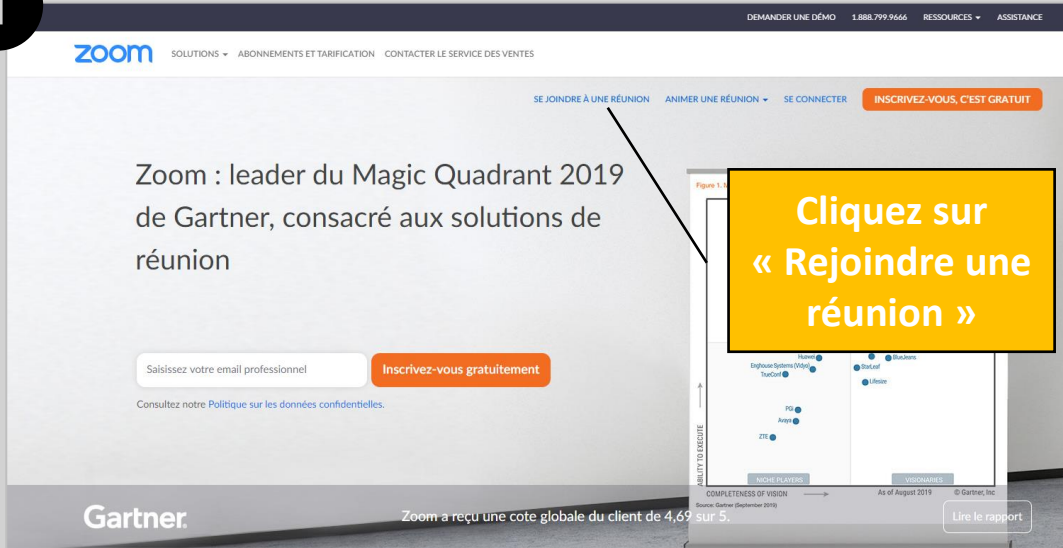 DEMANDER UNE DÉMO 1.888.799.9666 RESSOURCES ASSISTANCE
zoom SOLUTIONS ABONNEMENTS ET TARIFICATION CONTACTER LE SERVICE DES VENTES
SE JOINDRE À UNE RÉUNION ANIMER UNE RÉUNION SE CONNECTER INSCRIVEZ-VOUS, C'EST GRATUIT
Zoom : leader du Magic Quadrant 2019
de Gartner, consacré aux solutions de
réunion
Figure 1.
Cliquez sur
« Rejoindre une
réunion »
Saisissez votre email professionnel
Inscrivez-vous gratuitement
Consultez notre Politique sur les données confidentielles.
Huawei
BlueJeans
Enghouse Systems (Vidyo)
StarLeaf
TrueConf
Lifesize
PGi
Avaya
ZTE
ABILITY TO EXECUTE
NICHE PLAYERS
VISIONARIES
COMPLETENESS OF VISION
As of August 2019
© Gartner, Inc
Source: Gartner (September 2019)
Gartner
Zoom a reçu une cote globale du client de 4,69 sur 5.
Lire le rapport